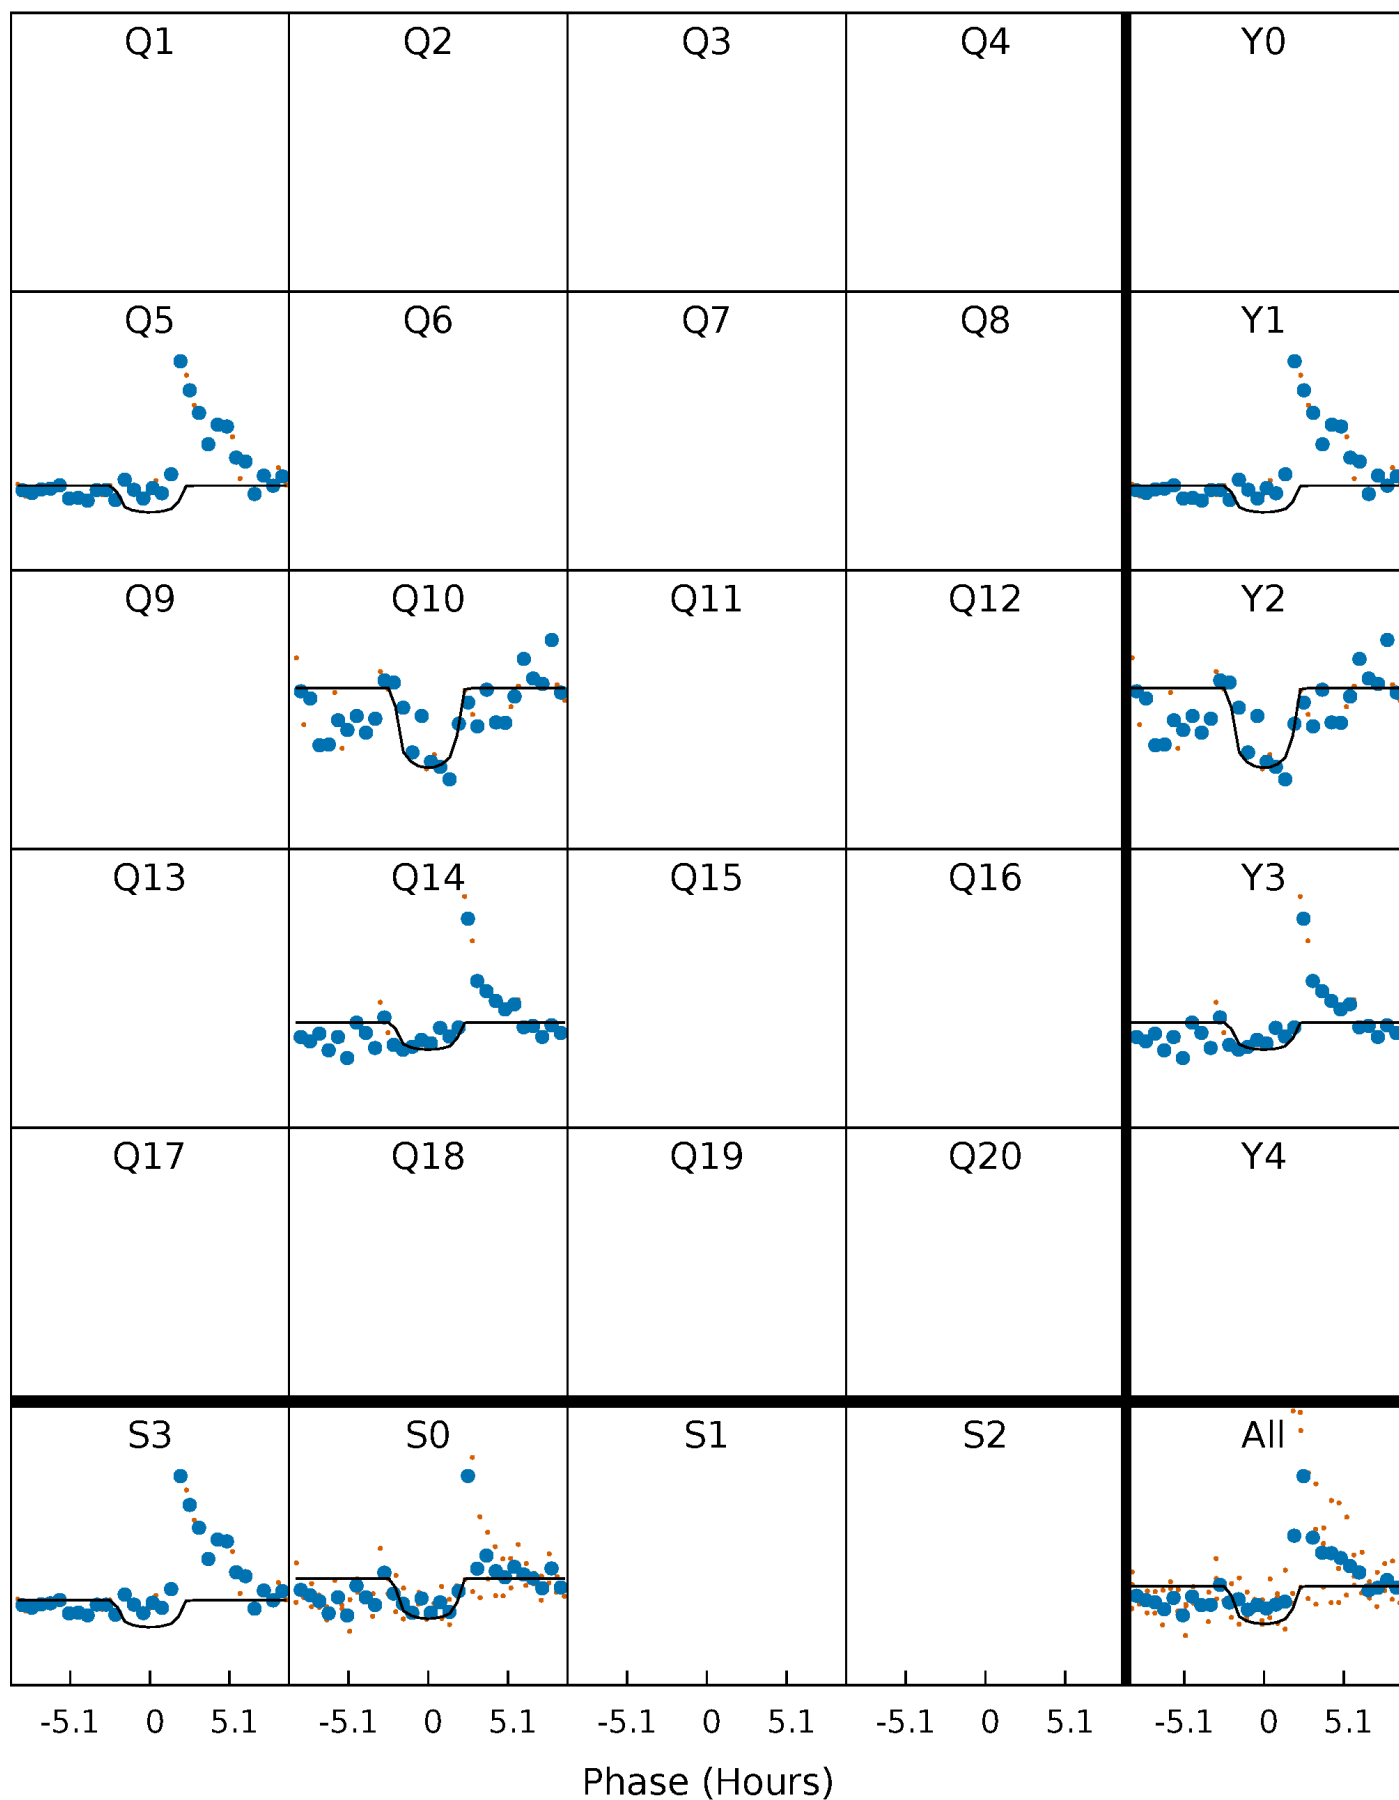 Q1 Q2 Q3 Q4 Y0
Q5 Q6 Q7 Q8 Y1
Q9 Q10 Q11 Q12 Y2
Q13 Q14 Q15 Q16 Y3
Q17 Q18 Q19 Q20 Y4
S3 S0 S1 S2 All
-5.1 0 5.1 -5.1 0 5.1 -5.1 0 5.1 -5.1 0 5.1 -5.1 0 5.1
Phase (Hours)